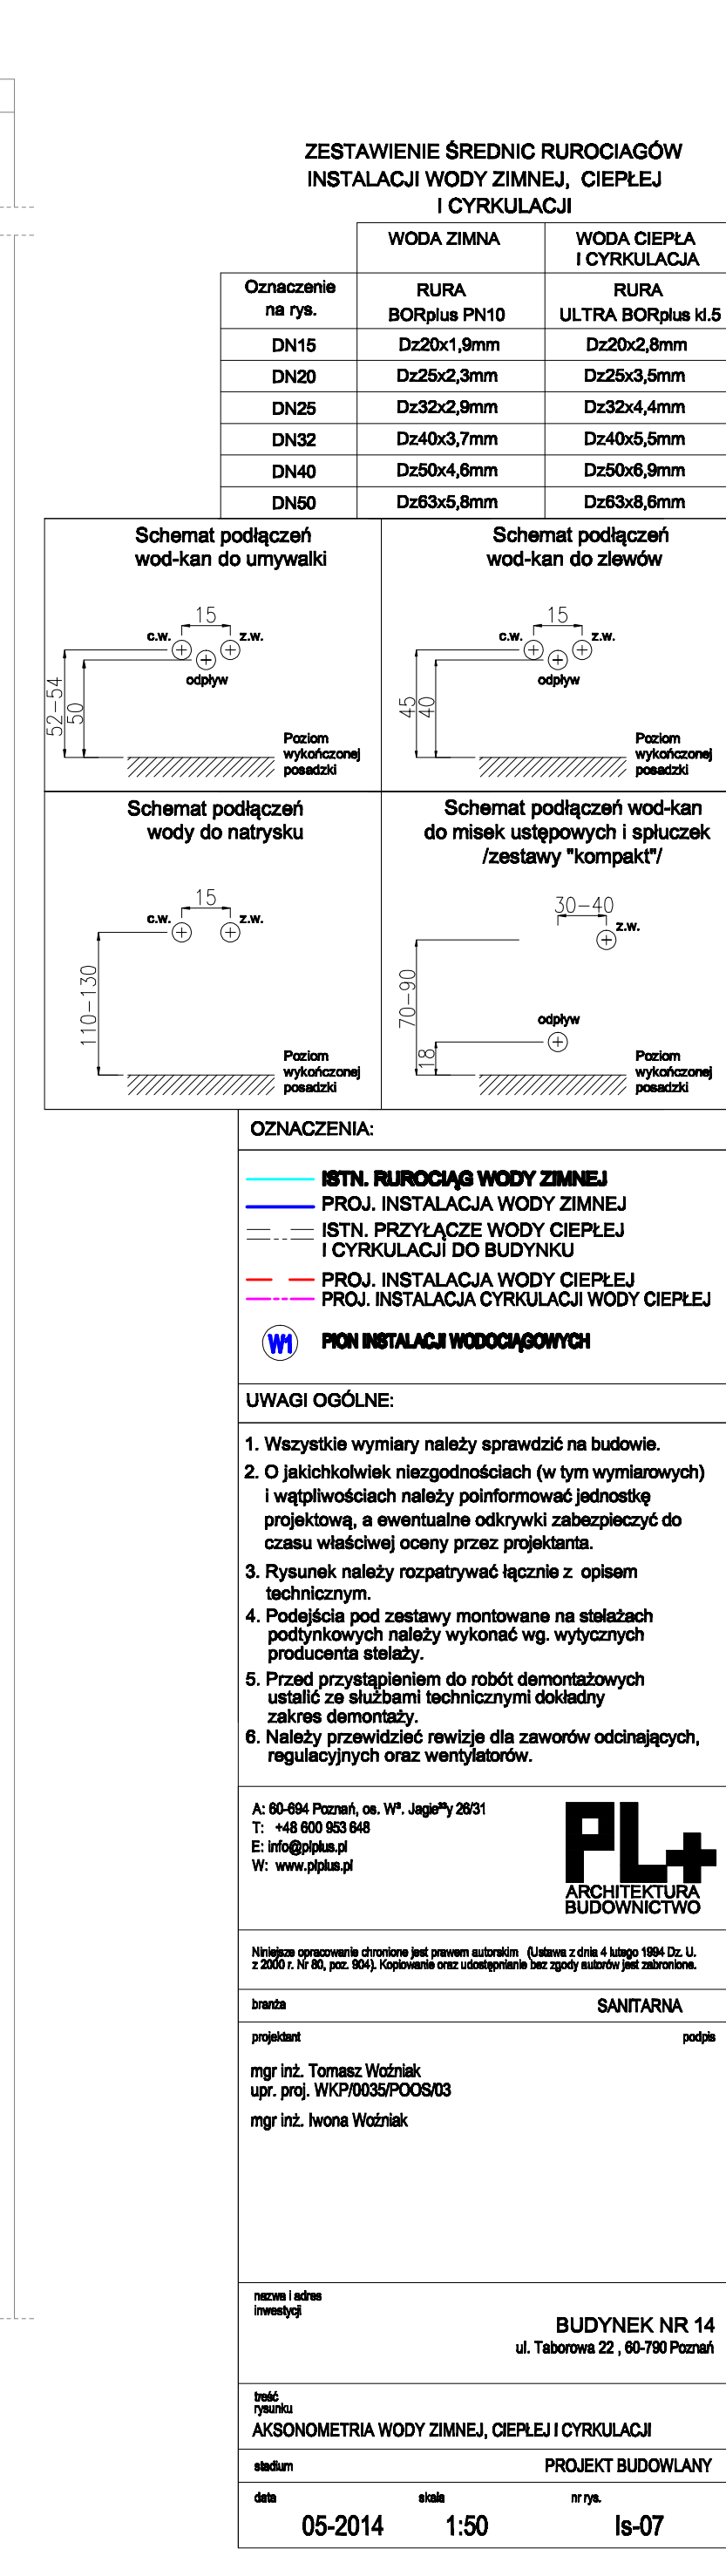 ZESTAWIENIE ŚREDNIC RUROCIAGÓW
INSTALACJI WODY ZIMNEJ, CIEPŁEJ
I CYRKULACJI
WODA ZIMNA WODA CIEPŁA
I CYRKULACJA
Oznaczenie RURA RURA
na rys. BORplus PN10 ULTRA BORplus kl.5
DN15 Dz20x1,9mm Dz20x2,8mm
DN20 Dz25x2,3mm Dz25x3,5mm
DN25 Dz32x2,9mm Dz32x4,4mm
DN32 Dz40x3,7mm Dz40x5,5mm
DN40 Dz50x4,6mm Dz50x6,9mm
DN50 Dz63x5,8mm Dz63x8,6mm
Schemat podłączeń
wod-kan do umywalki
15
c.w. z.w.
odpływ
52-54
50
Poziom
wykończonej
posadzki
Schemat podłączeń
wod-kan do zlewów
15
c.w. z.w.
odpływ
45
40
Poziom
wykończonej
posadzki
Schemat podłączeń
wody do natrysku
15
c.w. z.w.
110-130
Poziom
wykończonej
posadzki
Schemat podłączeń wod-kan
do misek ustępowych i spłuczek
/zestawy "kompakt"/
30-40
z.w.
70-90
odpływ
18
Poziom
wykończonej
posadzki
OZNACZENIA:
ISTN. RUROCIĄG WODY ZIMNEJ
PROJ. INSTALACJA WODY ZIMNEJ
ISTN. PRZYŁĄCZE WODY CIEPŁEJ
I CYRKULACJI DO BUDYNKU
PROJ. INSTALACJA WODY CIEPŁEJ
PROJ. INSTALACJA CYRKULACJI WODY CIEPŁEJ
W1 PION INSTALACJI WODOCIĄGOWYCH
UWAGI OGÓLNE:
1. Wszystkie wymiary należy sprawdzić na budowie.
2. O jakichkolwiek niezgodnościach (w tym wymiarowych)
i wątpliwościach należy poinformować jednostkę
projektową, a ewentualne odkrywki zabezpieczyć do
czasu właściwej oceny przez projektanta.
3. Rysunek należy rozpatrywać łącznie z opisem
technicznym.
4. Podejścia pod zestawy montowane na stelażach
podtynkowych należy wykonać wg. wytycznych
producenta stelaży.
5. Przed przystąpieniem do robót demontażowych
ustalić ze służbami technicznymi dokładny
zakres demontaży.
6. Należy przewidzieć rewizje dla zaworów odcinających,
regulacyjnych oraz wentylatorów.
A: 60-694 Poznań, os. W³. Jagie³³y 26/31
T: +48 600 953 648
E: info@plplus.pl
W: www.plplus.pl
PL+
ARCHITEKTURA
BUDOWNICTWO
Niniejsze opracowanie chronione jest prawem autorskim (Ustawa z dnia 4 lutego 1994 Dz. U.
z 2000 r. Nr 80, poz. 904). Kopiowanie oraz udostępnianie bez zgody autorów jest zabronione.
branża SANITARNA
projektant podpis
mgr inż. Tomasz Woźniak
upr. proj. WKP/0035/POOS/03
mgr inż. Iwona Woźniak
nazwa i adres
inwestycji
BUDYNEK NR 14
ul. Taborowa 22 , 60-790 Poznań
treść
rysunku
AKSONOMETRIA WODY ZIMNEJ, CIEPŁEJ I CYRKULACJI
stadium PROJEKT BUDOWLANY
data skala nr rys.
05-2014 1:50 Is-07